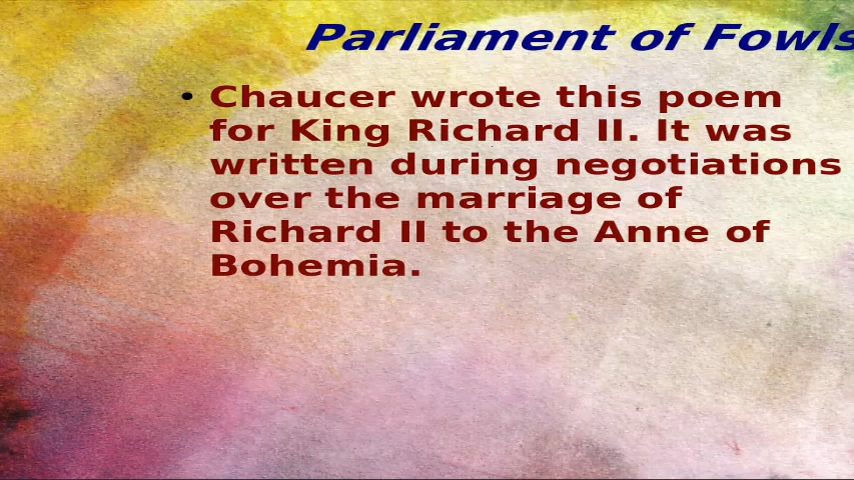 Parliament of Fowls
• Chaucer wrote this poem
for King Richard II. It was
written during negotiations
over the marriage of
Richard II to the Anne of
Bohemia.